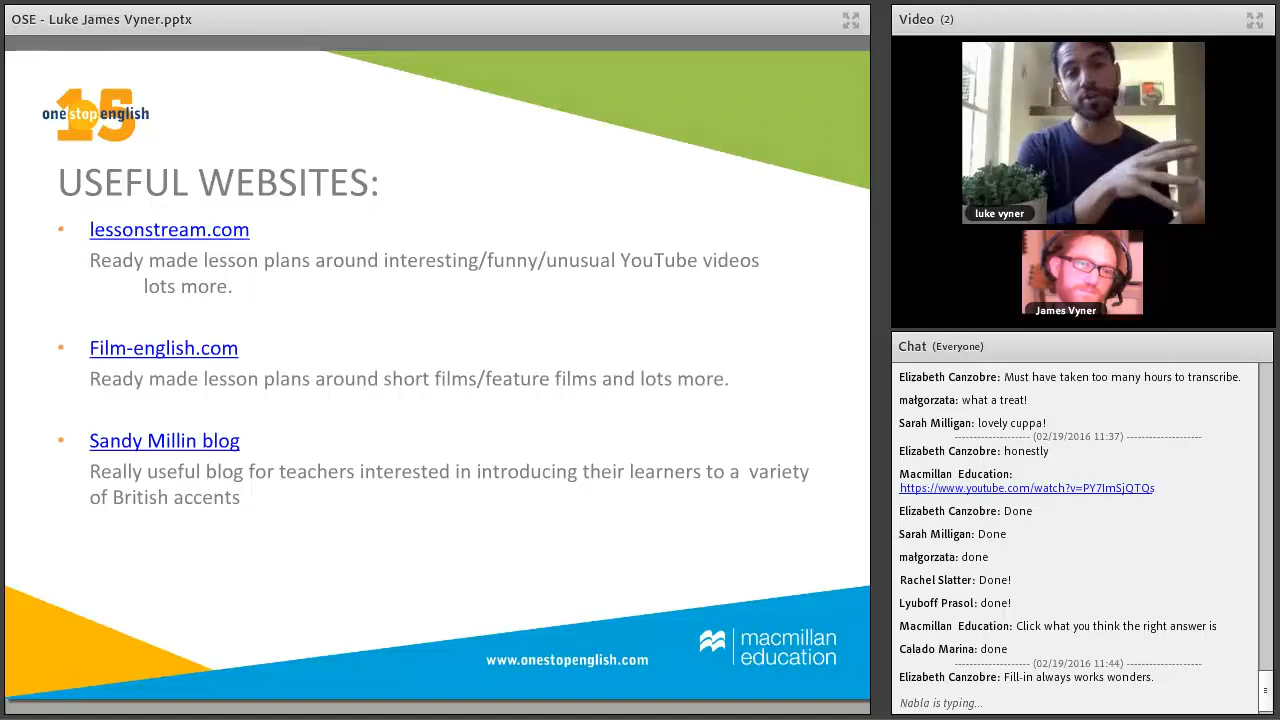 OSE - Luke James Vyner.pptx
one stop english
15
USEFUL WEBSITES:
• lessonstream.com
Ready made lesson plans around interesting/funny/unusual YouTube videos
lots more.
• Film-english.com
Ready made lesson plans around short films/feature films and lots more.
• Sandy Millin blog
Really useful blog for teachers interested in introducing their learners to a variety
of British accents
www.onestopenglish.com
macmillan
education
Video (2)
luke vyner
James Vyner
Chat (Everyone)
Elizabeth Canzobre: Must have taken too many hours to transcribe.
małgorzata: what a treat!
Sarah Milligan: lovely cuppa!
-------------------- (02/19/2016 11:37) --------------------
Elizabeth Canzobre: honestly
Macmillan Education:
https://www.youtube.com/watch?v=PY7ImSjQTQs
Elizabeth Canzobre: Done
Sarah Milligan: Done
małgorzata: done
Rachel Slatter: Done!
Lyuboff Prasol: done!
Macmillan Education: Click what you think the right answer is
Calado Marina: done
-------------------- (02/19/2016 11:44) --------------------
Elizabeth Canzobre: Fill-in always works wonders.
Nabla is typing...